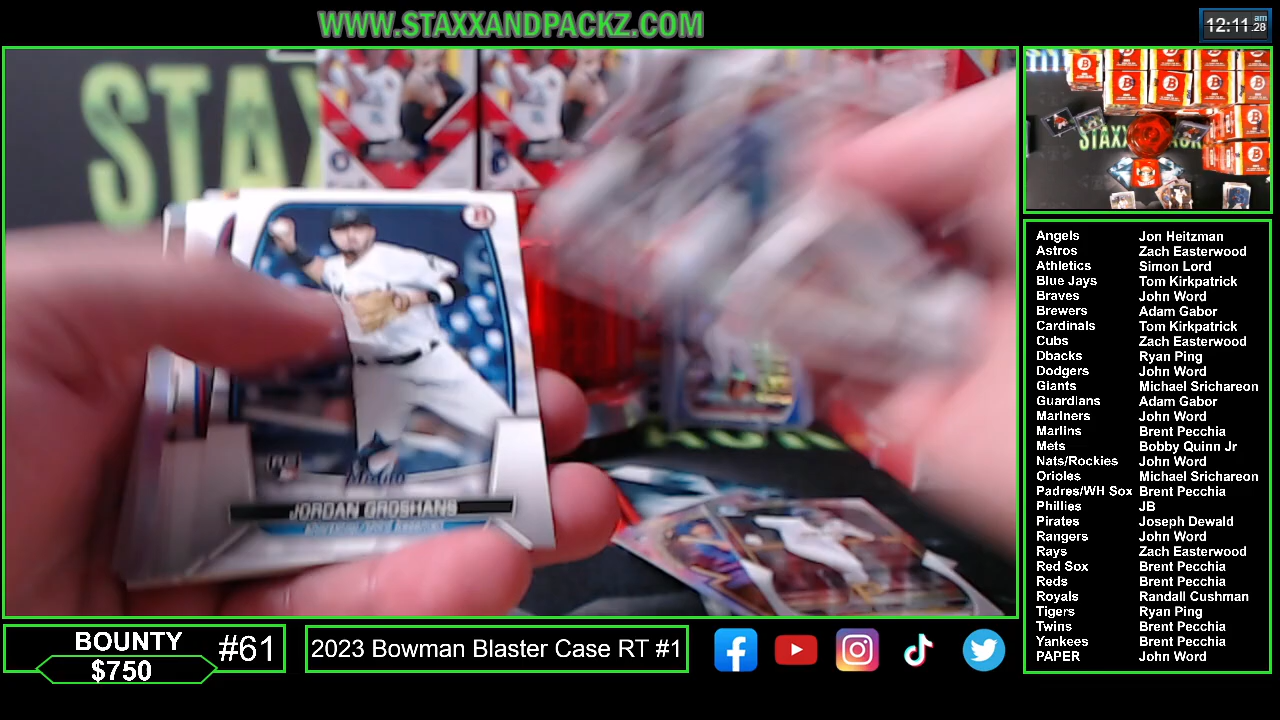 WWW.STAXXANDPACKZ.COM
12:11 am 28
STAX
B
JORDAN GROSHANS
Angels Jon Heitzman
Astros Zach Easterwood
Athletics Simon Lord
Blue Jays Tom Kirkpatrick
Braves John Word
Brewers Adam Gabor
Cardinals Tom Kirkpatrick
Cubs Zach Easterwood
Dbacks Ryan Ping
Dodgers John Word
Giants Michael Srichareon
Guardians Adam Gabor
Mariners John Word
Marlins Brent Pecchia
Mets Bobby Quinn Jr
Nats/Rockies John Word
Orioles Michael Srichareon
Padres/WH Sox Brent Pecchia
Phillies JB
Pirates Joseph Dewald
Rangers John Word
Rays Zach Easterwood
Red Sox Brent Pecchia
Reds Brent Pecchia
Royals Randall Cushman
Tigers Ryan Ping
Twins Brent Pecchia
Yankees Brent Pecchia
PAPER John Word
BOUNTY #61
$750
2023 Bowman Blaster Case RT #1